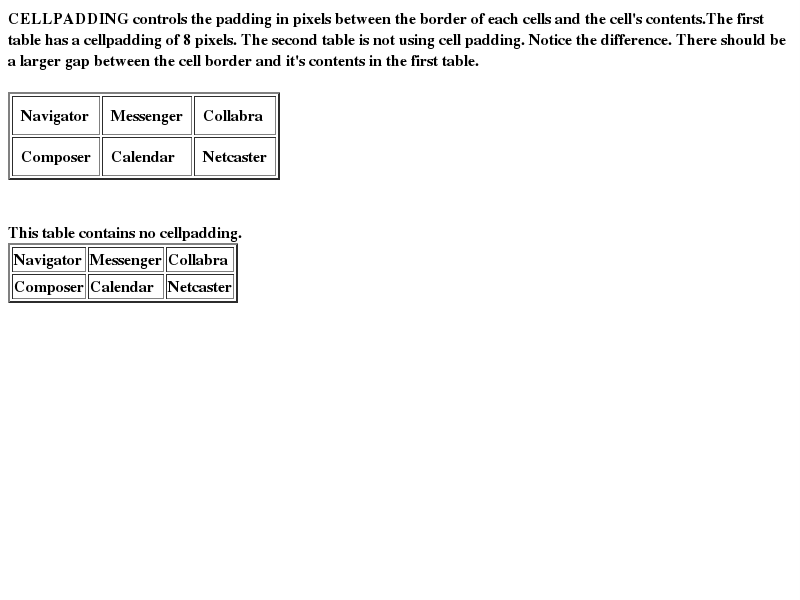 CELLPADDING controls the padding in pixels between the border of each cells and the cell's contents.The first
table has a cellpadding of 8 pixels. The second table is not using cell padding. Notice the difference. There should be
a larger gap between the cell border and it's contents in the first table.
Navigator Messenger Collabra
Composer Calendar Netcaster
This table contains no cellpadding.
Navigator Messenger Collabra
Composer Calendar Netcaster